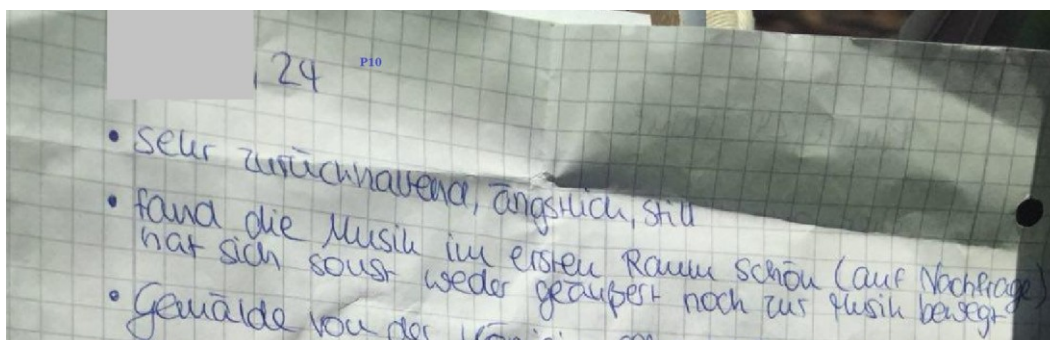 , 24 P10
• sehr zurückhaltend, ängstlich, still
• fand die Musik im ersten Raum schön (auf Nachfrage)
hat sich sonst weder geäußert noch zur Musik bewegt
• Gemälde von der